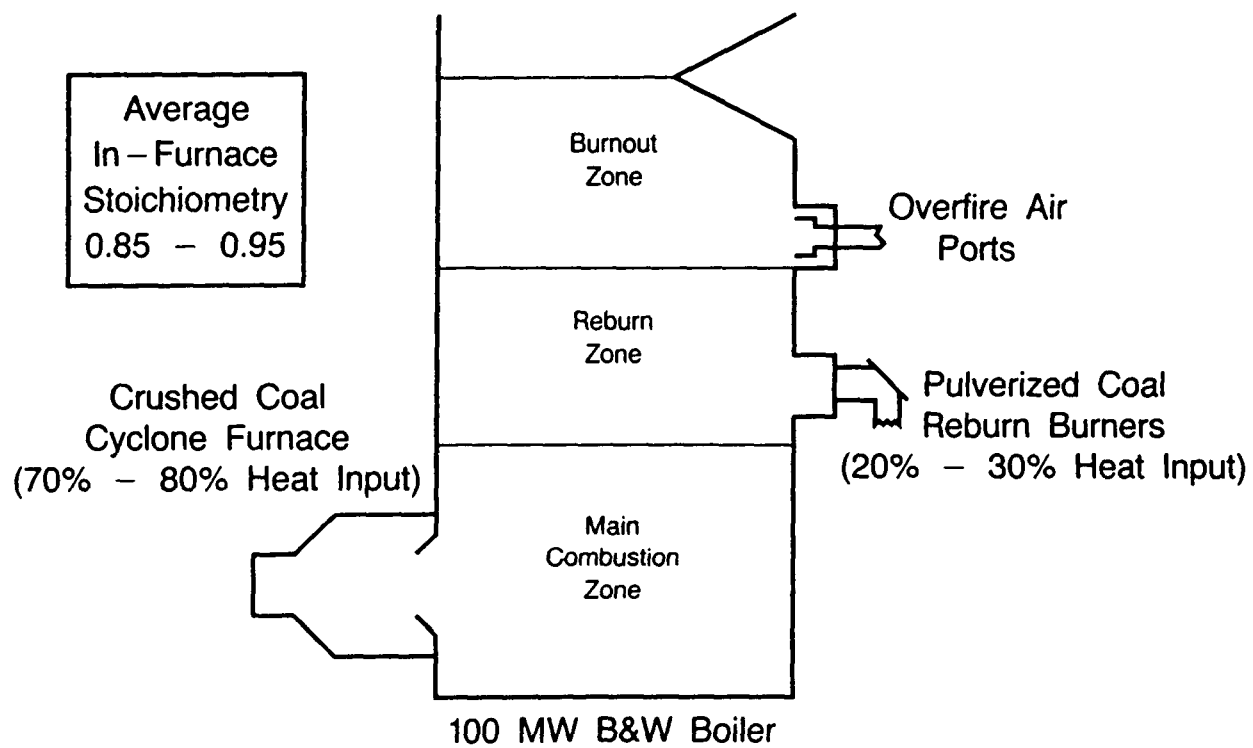 Average
In – Furnace
Stoichiometry
0.85 – 0.95
Burnout
Zone
Overfire Air
Ports
Reburn
Zone
Crushed Coal
Cyclone Furnace
(70% – 80% Heat Input)
Pulverized Coal
Reburn Burners
(20% – 30% Heat Input)
Main
Combustion
Zone
100 MW B&W Boiler